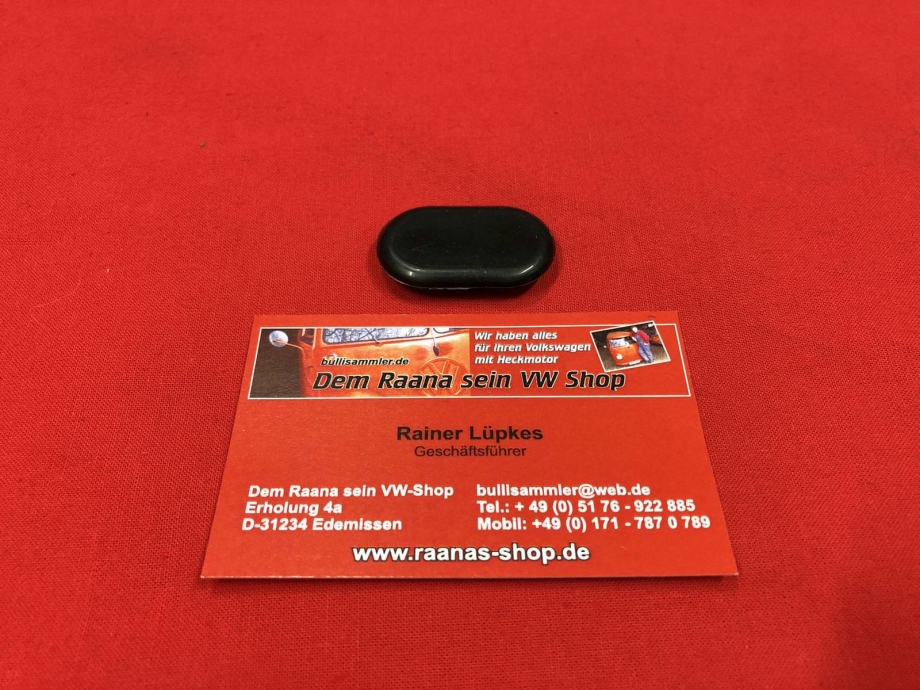 Wir haben alles
für Ihren Volkswagen
mit Heckmotor
bullisammler.de
Dem Raana sein VW Shop
Rainer Lüpkes
Geschäftsführer
Dem Raana sein VW-Shop
Erholung 4a
D-31234 Edemissen
bullisammler@web.de
Tel.: + 49 (0) 51 76 - 922 885
Mobil: +49 (0) 171 - 787 0 789
www.raanas-shop.de